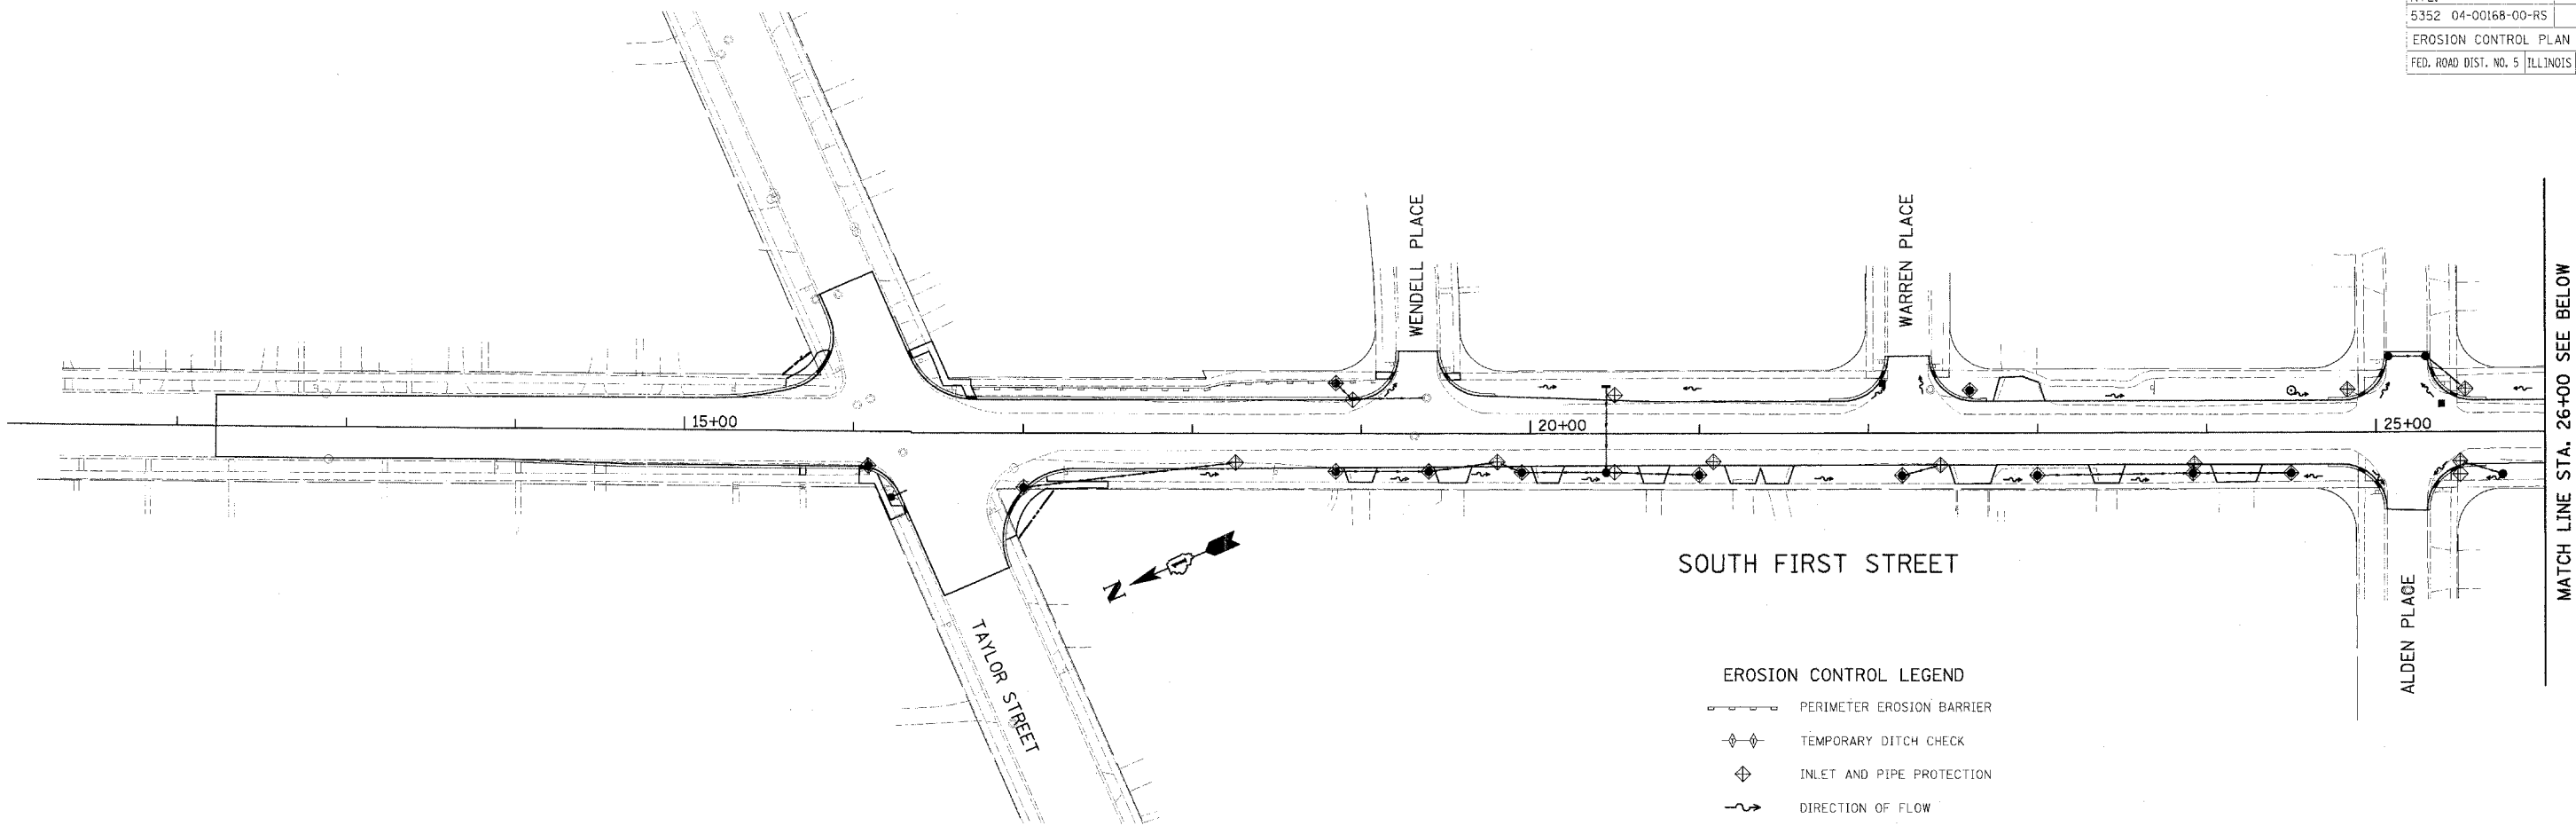 5352 04-00168-00-RS
EROSION CONTROL PLAN
FED. ROAD DIST. NO. 5 ILLINOIS
WENDELL PLACE
WARREN PLACE
15+00
20+00
25+00
MATCH LINE STA. 26+00 SEE BELOW
N
SOUTH FIRST STREET
TAYLOR STREET
ALDEN PLACE
EROSION CONTROL LEGEND
PERIMETER EROSION BARRIER
TEMPORARY DITCH CHECK
INLET AND PIPE PROTECTION
DIRECTION OF FLOW